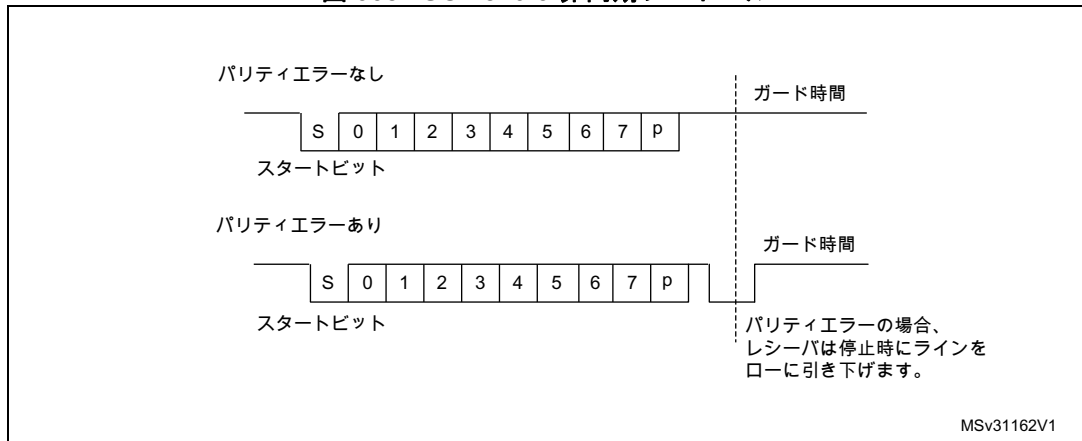 パリティエラーなし
ガード時間
S 0 1 2 3 4 5 6 7 p
スタートビット
パリティエラーあり
ガード時間
S 0 1 2 3 4 5 6 7 p
スタートビット
パリティエラーの場合、
レシーバは停止時にラインを
ローに引き下げます。
MSv31162V1